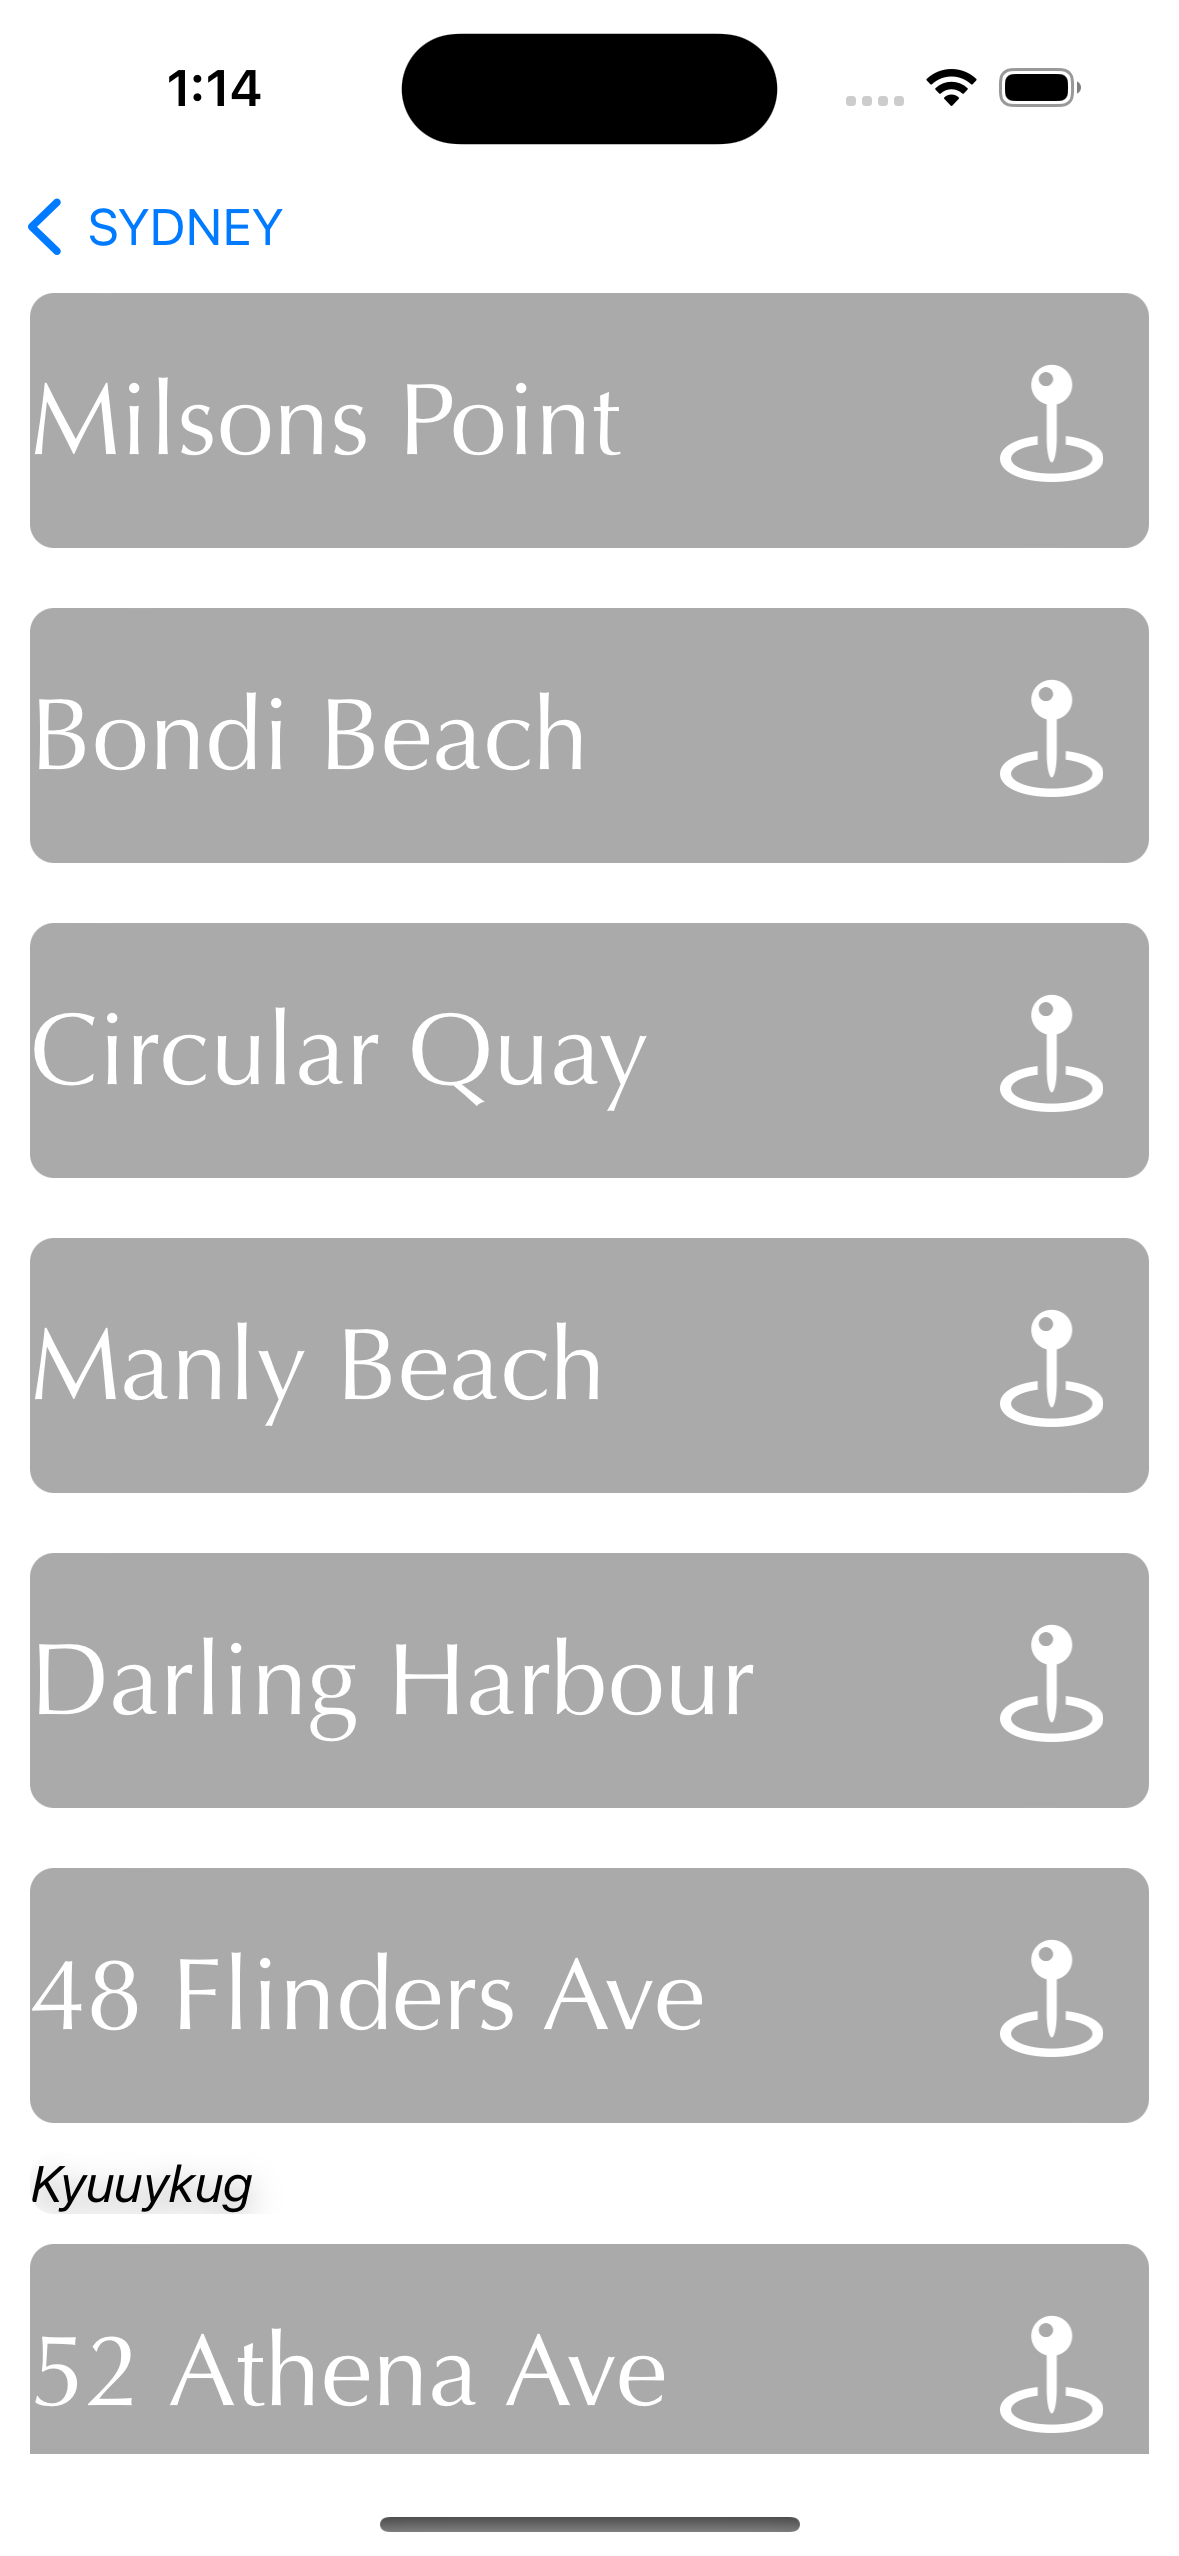 1:14
SYDNEY
Milsons Point
Bondi Beach
Circular Quay
Manly Beach
Darling Harbour
48 Flinders Ave
Kyuuykug
52 Athena Ave